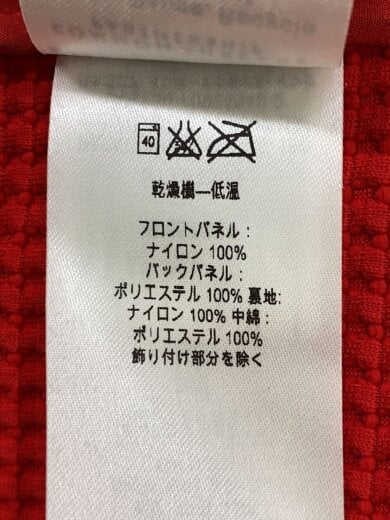 40
乾燥機—低温
フロントパネル：
ナイロン 100%
バックパネル：
ポリエステル 100% 裏地:
ナイロン 100% 中綿：
ポリエステル 100%
飾り付け部分を除く